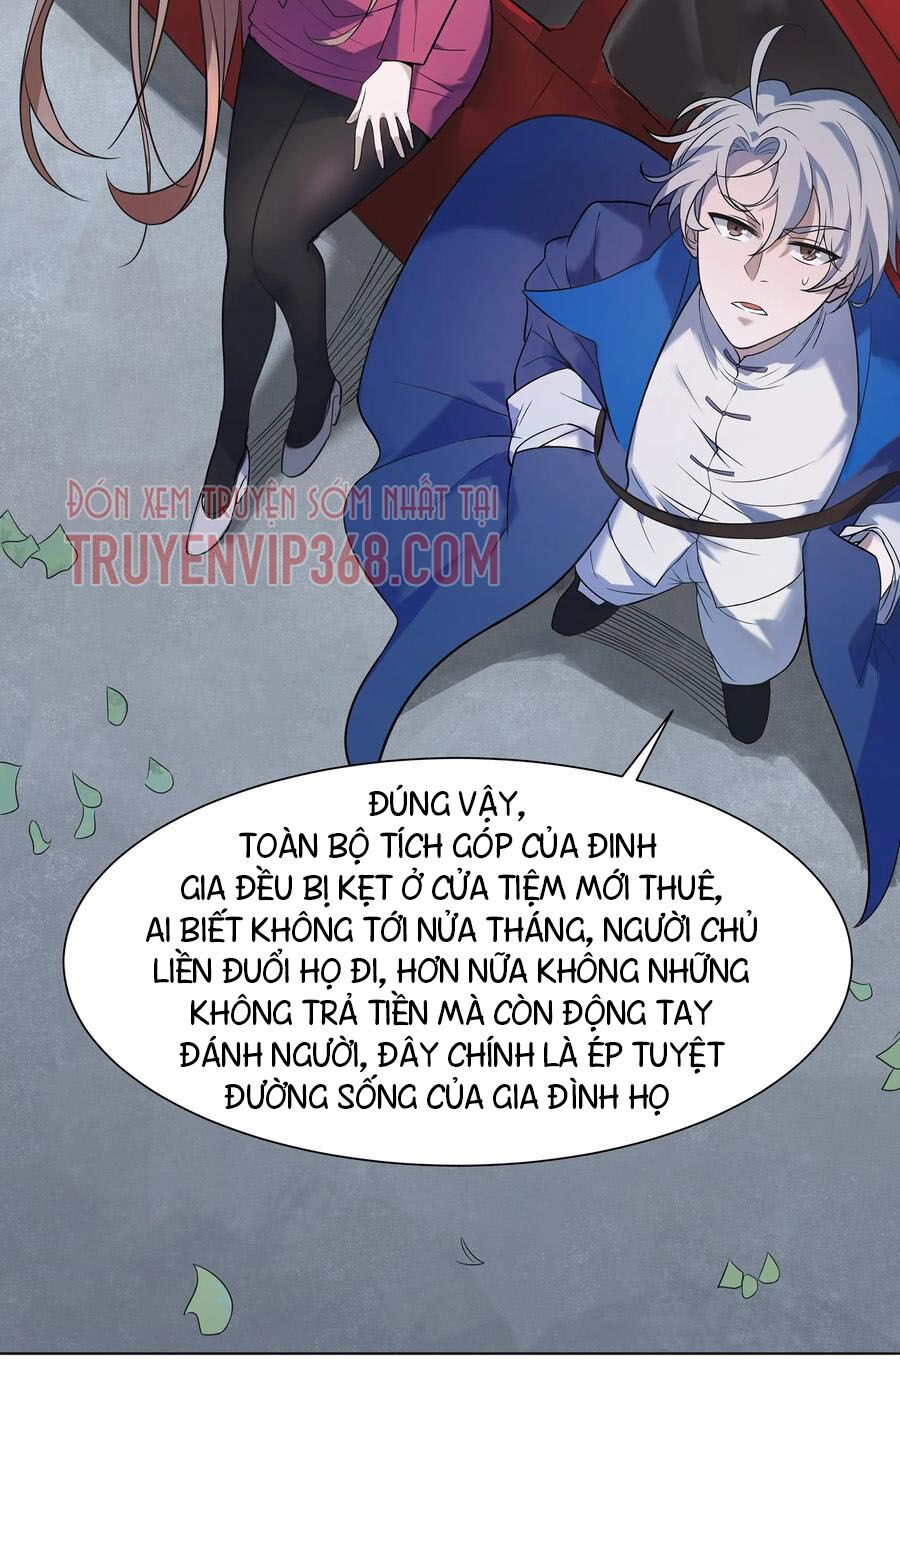 ĐÓN XEM TRUYỆN SỚM NHẤT TẠI
TRUYENVIP368.COM
ĐÚNG VẬY,
TOÀN BỘ TÍCH GÓP CỦA ĐINH
GIA ĐỀU BỊ KẸT Ở CỬA TIỆM MỚI THUÊ,
AI BIẾT KHÔNG TỚI NỬA THÁNG, NGƯỜI CHỦ
LIỀN ĐUỔI HỌ ĐI, HƠN NỮA KHÔNG NHỮNG
KHÔNG TRẢ TIỀN MÀ CÒN ĐỘNG TAY
ĐÁNH NGƯỜI, ĐÂY CHÍNH LÀ ÉP TUYỆT
ĐƯỜNG SỐNG CỦA GIA ĐÌNH HỌ